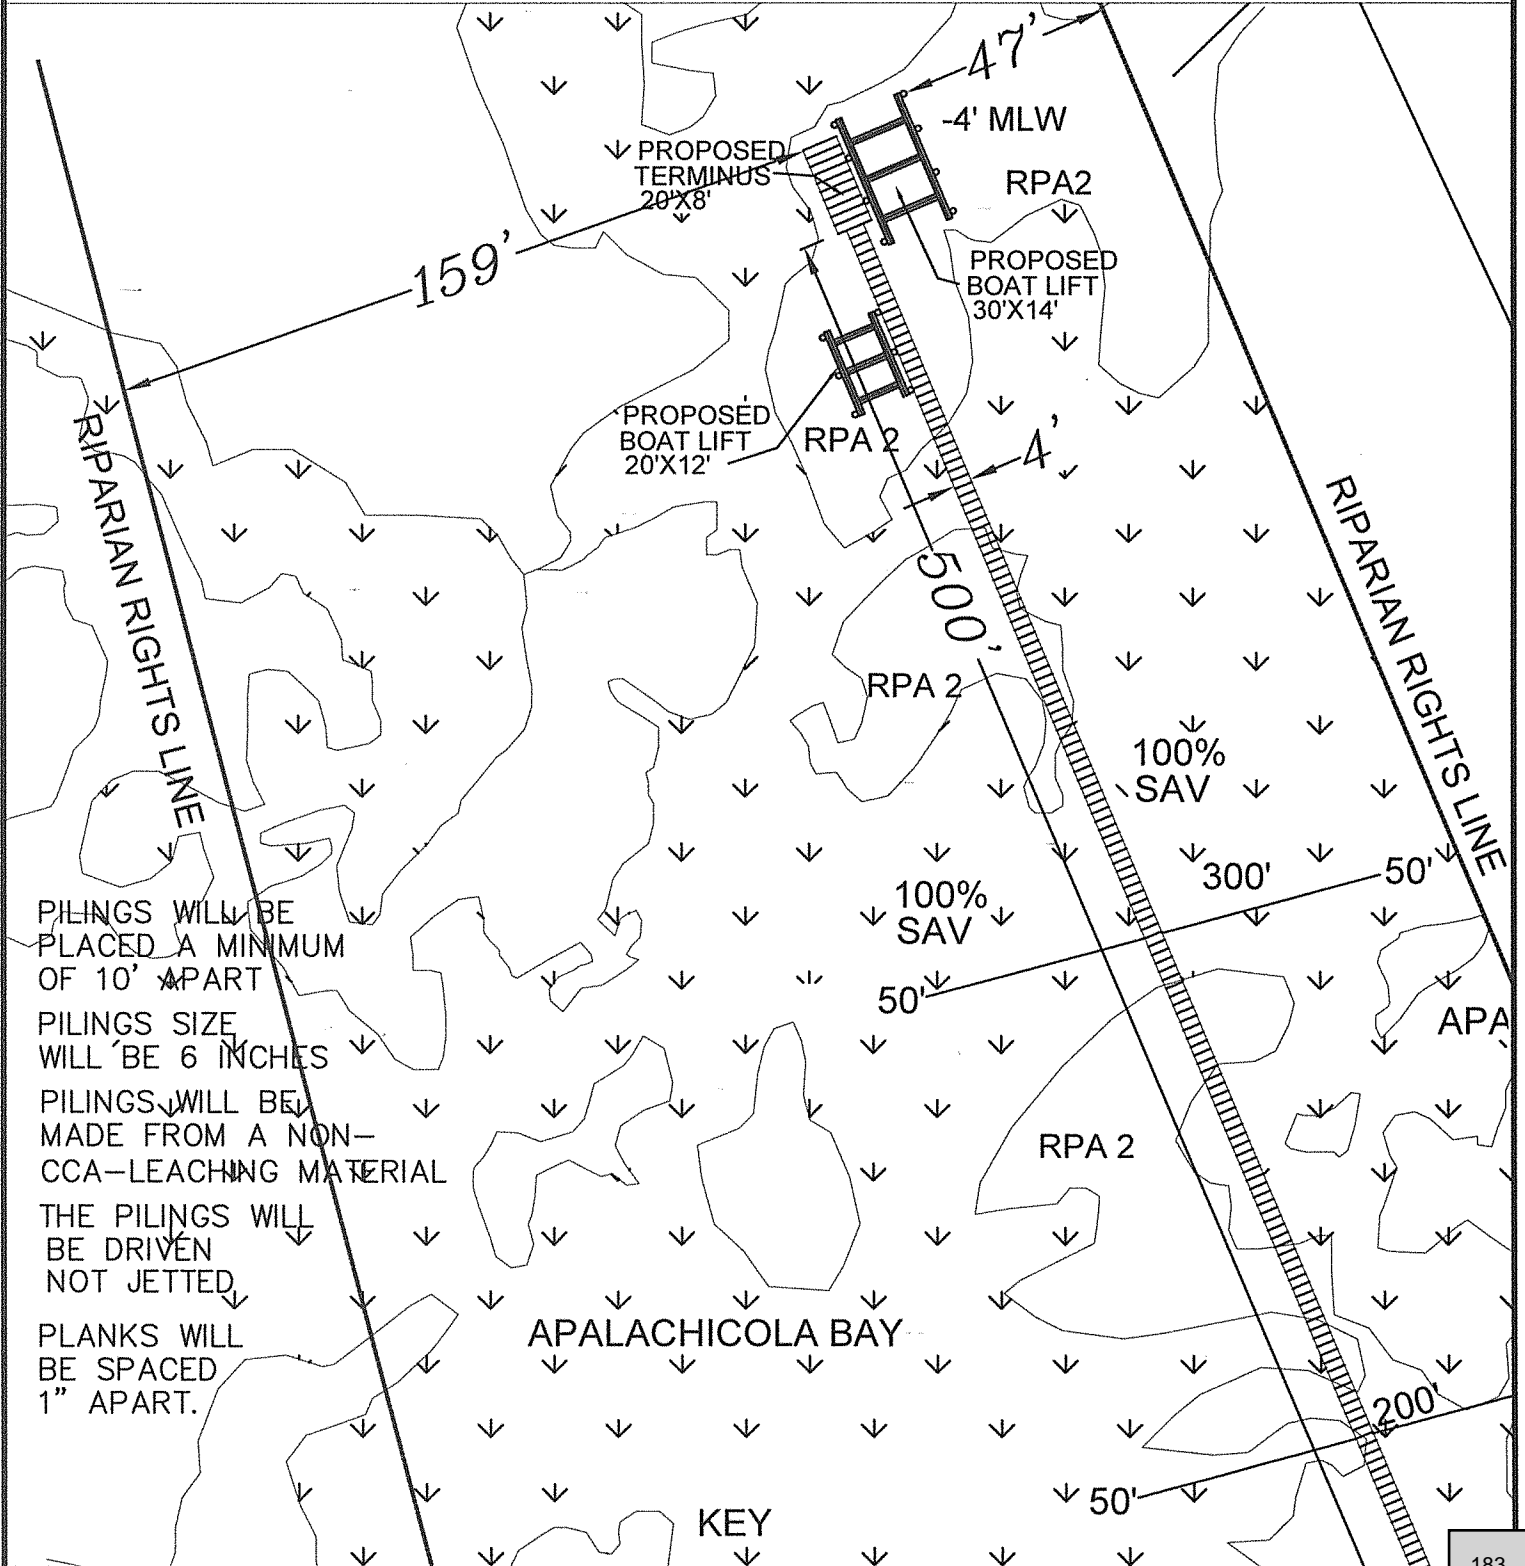 47'
-4' MLW
PROPOSED
TERMINUS
20'X8'
RPA2
159'
PROPOSED
BOAT LIFT
30'X14'
PROPOSED
BOAT LIFT
20'X12'
RPA 2
4'
RIPARIAN RIGHTS LINE
RIPARIAN RIGHTS LINE
500'
RPA 2
100%
SAV
300'
50'
100%
SAV
50'
PILINGS WILL BE
PLACED A MINIMUM
OF 10' APART
PILINGS SIZE
WILL BE 6 INCHES
APA
PILINGS WILL BE
MADE FROM A NON-
CCA-LEACHING MATERIAL
RPA 2
THE PILINGS WILL
BE DRIVEN
NOT JETTED
APALACHICOLA BAY
PLANKS WILL
BE SPACED
1" APART.
200'
50'
KEY
183